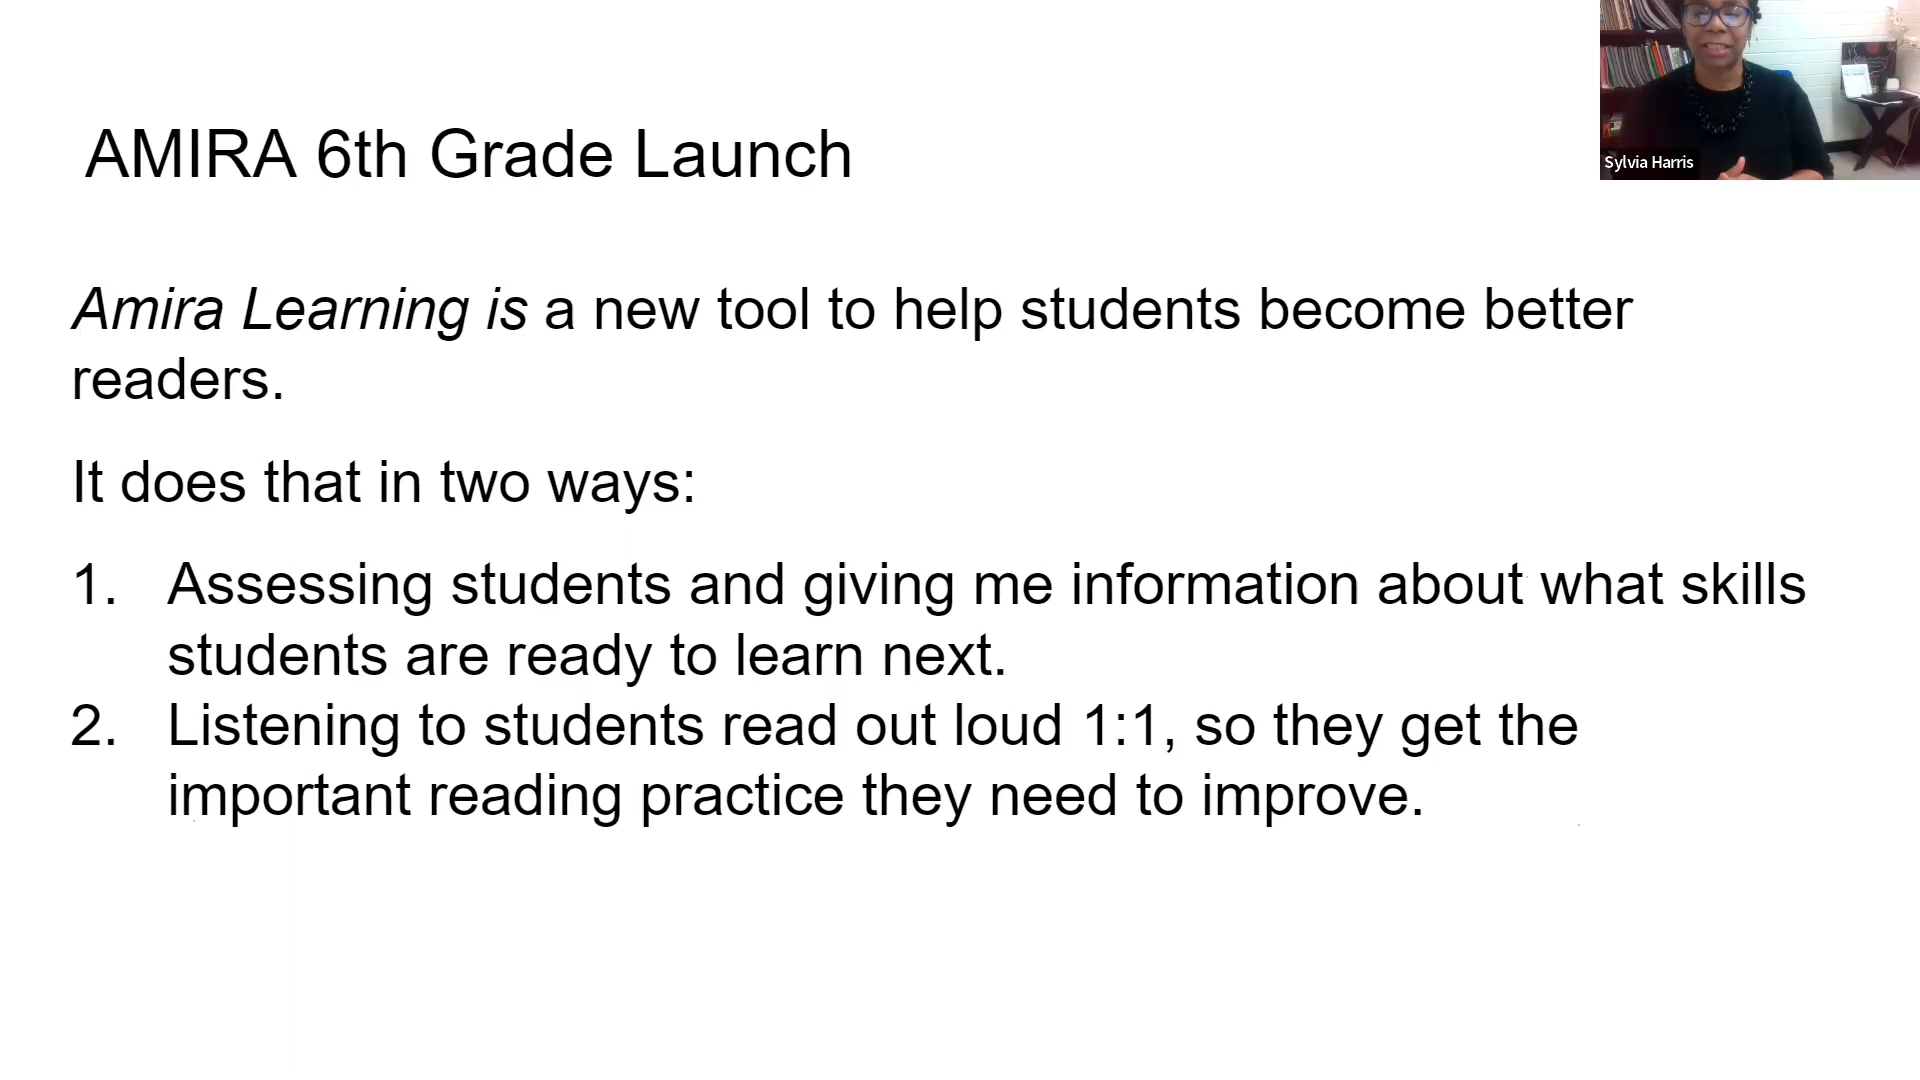 AMIRA 6th Grade Launch
Sylvia Harris
Amira Learning is a new tool to help students become better
readers.
It does that in two ways:
1. Assessing students and giving me information about what skills
students are ready to learn next.
2. Listening to students read out loud 1:1, so they get the
important reading practice they need to improve.